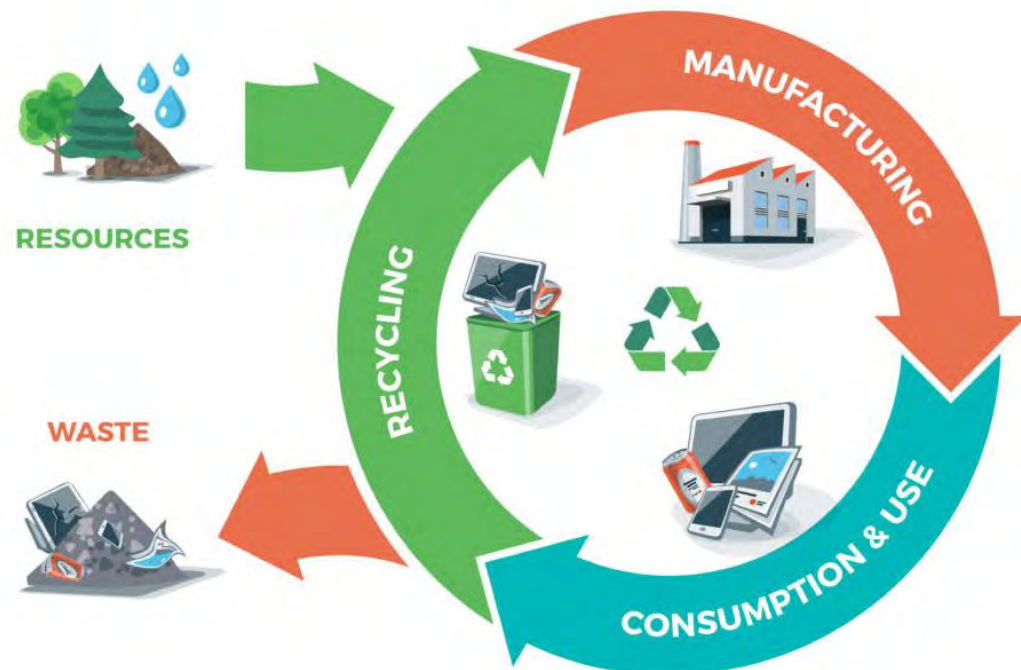 MANUFACTURING
RESOURCES
RECYCLING
WASTE
CONSUMPTION & USE